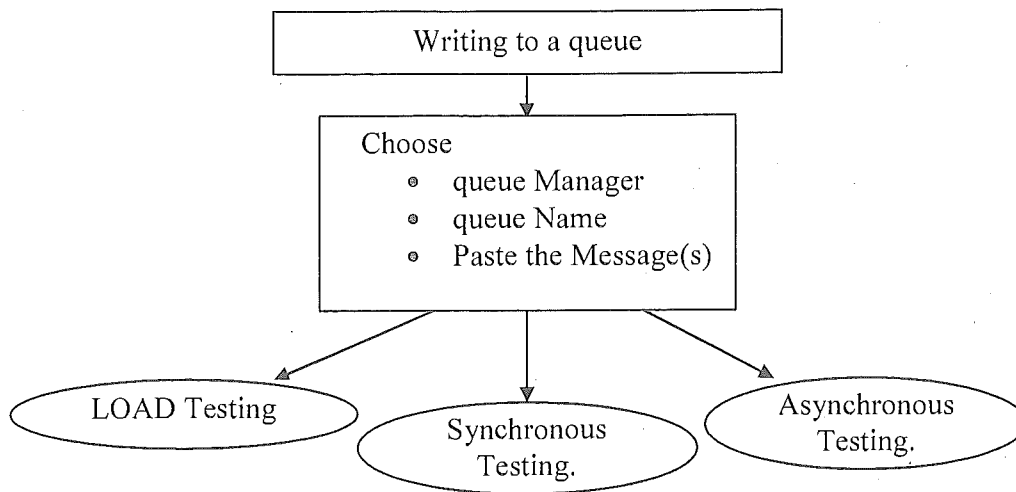 Writing to a queue
Choose
• queue Manager
• queue Name
• Paste the Message(s)
LOAD Testing
Synchronous
Testing.
Asynchronous
Testing.